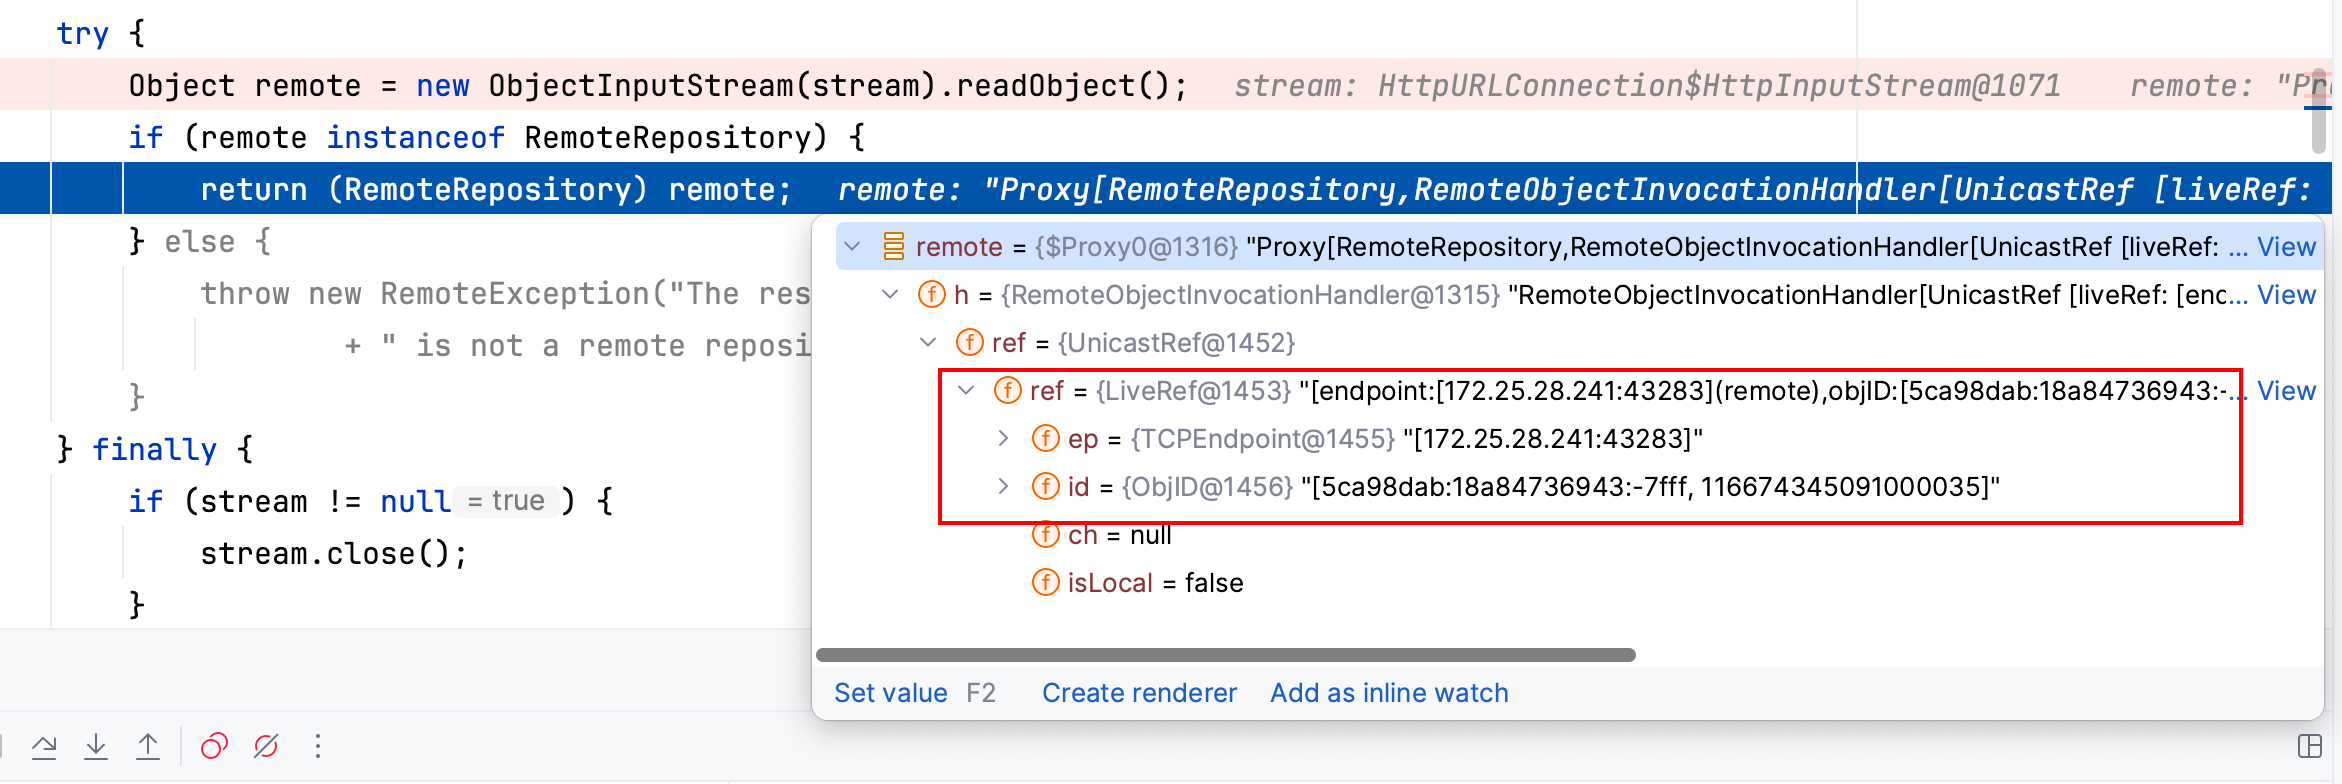 try {
Object remote = new ObjectInputStream(stream).readObject(); stream: HttpURLConnection$HttpInputStream@1071 remote: "Pr
if (remote instanceof RemoteRepository) {
return (RemoteRepository) remote; remote: "Proxy[RemoteRepository,RemoteObjectInvocationHandler[UnicastRef [liveRef:
} else {
throw new RemoteException("The res
+ " is not a remote reposi
}
} finally {
if (stream != null = true ) {
stream.close();
}
remote = {$Proxy0@1316} "Proxy[RemoteRepository,RemoteObjectInvocationHandler[UnicastRef [liveRef: ... View
f h = {RemoteObjectInvocationHandler@1315} "RemoteObjectInvocationHandler[UnicastRef [liveRef: [enc... View
f ref = {UnicastRef@1452}
f ref = {LiveRef@1453} "[endpoint:[172.25.28.241:43283](remote),objID:[5ca98dab:18a84736943:-... View
f ep = {TCPEndpoint@1455} "[172.25.28.241:43283]"
f id = {ObjID@1456} "[5ca98dab:18a84736943:-7fff, 116674345091000035]"
f ch = null
f isLocal = false
Set value F2 Create renderer Add as inline watch